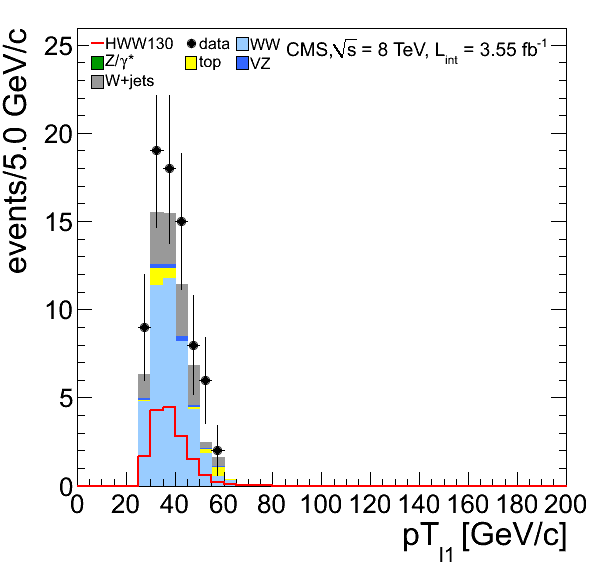 HWW130 data WW CMS,√s = 8 TeV, L_int = 3.55 fb⁻¹
Z/γ* top VZ
W+jets
events/5.0 GeV/c
25
20
15
10
5
0
0 20 40 60 80 100 120 140 160 180 200
pT_l1 [GeV/c]